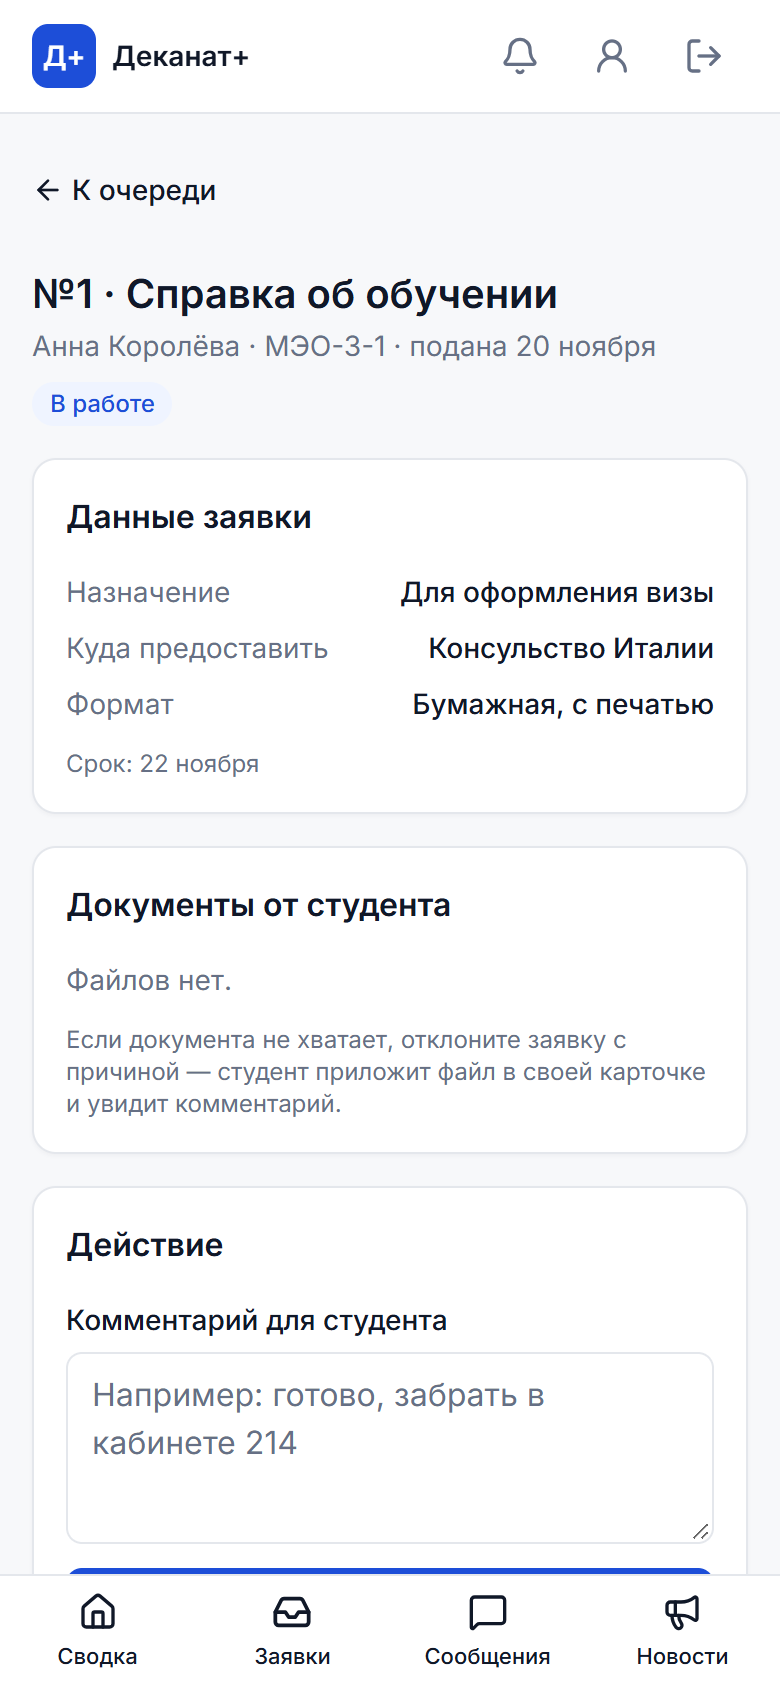 Д+ Деканат+
← К очереди
№1 · Справка об обучении
Анна Королёва · МЭО-3-1 · подана 20 ноября
В работе
Данные заявки
Назначение Для оформления визы
Куда предоставить Консульство Италии
Формат Бумажная, с печатью
Срок: 22 ноября
Документы от студента
Файлов нет.
Если документа не хватает, отклоните заявку с
причиной — студент приложит файл в своей карточке
и увидит комментарий.
Действие
Комментарий для студента
Например: готово, забрать в
кабинете 214
Сводка Заявки Сообщения Новости